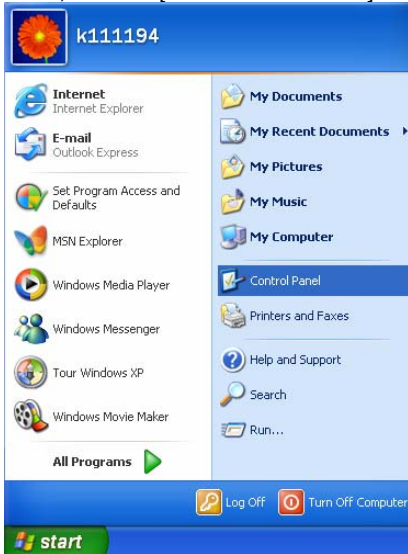 k111194
Internet
Internet Explorer
E-mail
Outlook Express
Set Program Access and
Defaults
MSN Explorer
Windows Media Player
Windows Messenger
Tour Windows XP
Windows Movie Maker
All Programs
My Documents
My Recent Documents
My Pictures
My Music
My Computer
Control Panel
Printers and Faxes
Help and Support
Search
Run...
Log Off
Turn Off Computer
start